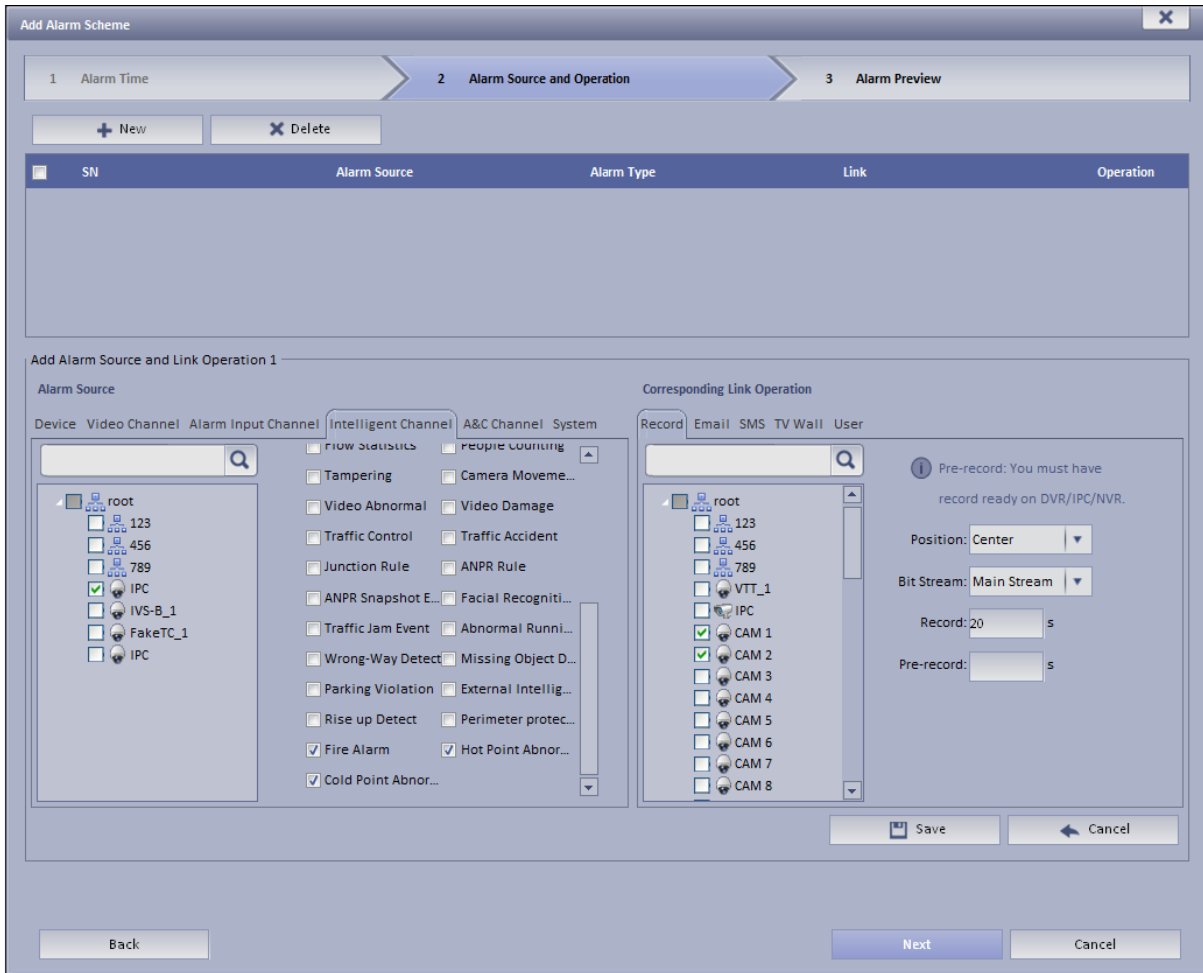 Add Alarm Scheme
1 Alarm Time 2 Alarm Source and Operation 3 Alarm Preview
New Delete
SN Alarm Source Alarm Type Link Operation
Add Alarm Source and Link Operation 1
Alarm Source
Device Video Channel Alarm Input Channel Intelligent Channel A&C Channel System
root
123
456
789
IPC
IVS-B_1
FakeTC_1
IPC
Flow Statistics People Counting
Tampering Camera Moveme...
Video Abnormal Video Damage
Traffic Control Traffic Accident
Junction Rule ANPR Rule
ANPR Snapshot E... Facial Recogniti...
Traffic Jam Event Abnormal Runni...
Wrong-Way Detect Missing Object D...
Parking Violation External Intellig...
Rise up Detect Perimeter protec...
Fire Alarm Hot Point Abnor...
Cold Point Abnor...
Corresponding Link Operation
Record Email SMS TV Wall User
root
123
456
789
VTT_1
IPC
CAM 1
CAM 2
CAM 3
CAM 4
CAM 5
CAM 6
CAM 7
CAM 8
i Pre-record: You must have
record ready on DVR/IPC/NVR.
Position: Center
Bit Stream: Main Stream
Record: 20 s
Pre-record: s
Save Cancel
Back Next Cancel